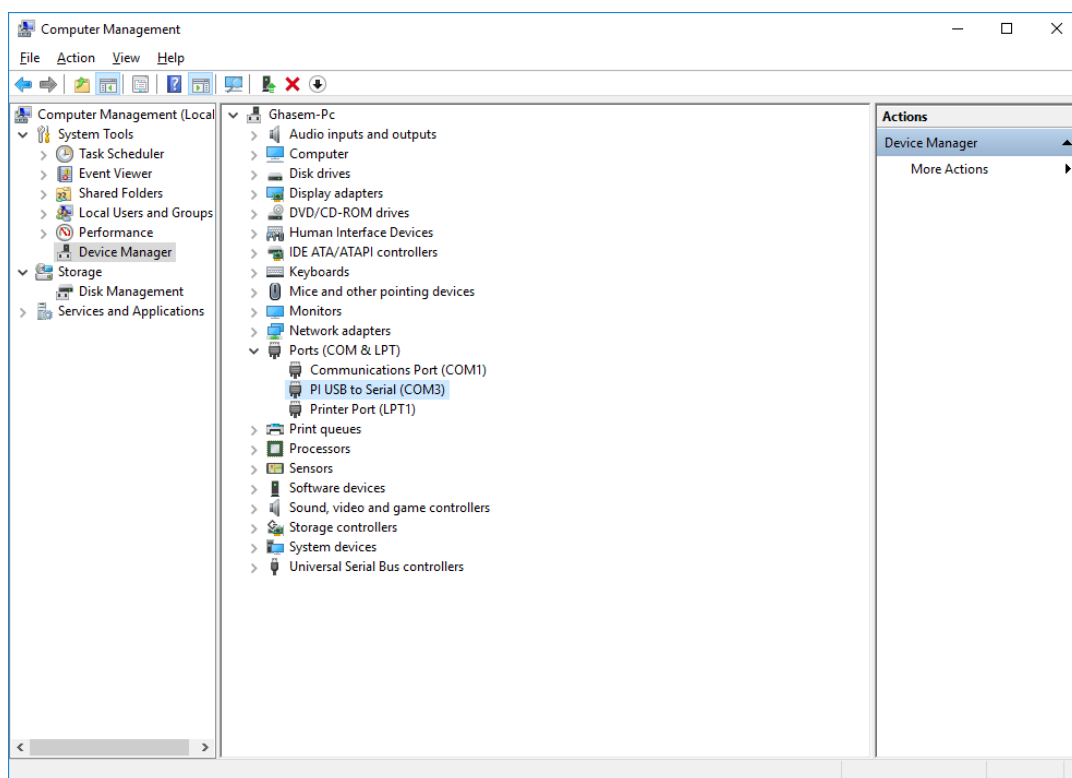 Computer Management
File Action View Help
Computer Management (Local
System Tools
Task Scheduler
Event Viewer
Shared Folders
Local Users and Groups
Performance
Device Manager
Storage
Disk Management
Services and Applications
Ghasem-Pc
Audio inputs and outputs
Computer
Disk drives
Display adapters
DVD/CD-ROM drives
Human Interface Devices
IDE ATA/ATAPI controllers
Keyboards
Mice and other pointing devices
Monitors
Network adapters
Ports (COM & LPT)
Communications Port (COM1)
PI USB to Serial (COM3)
Printer Port (LPT1)
Print queues
Processors
Sensors
Software devices
Sound, video and game controllers
Storage controllers
System devices
Universal Serial Bus controllers
Actions
Device Manager
More Actions